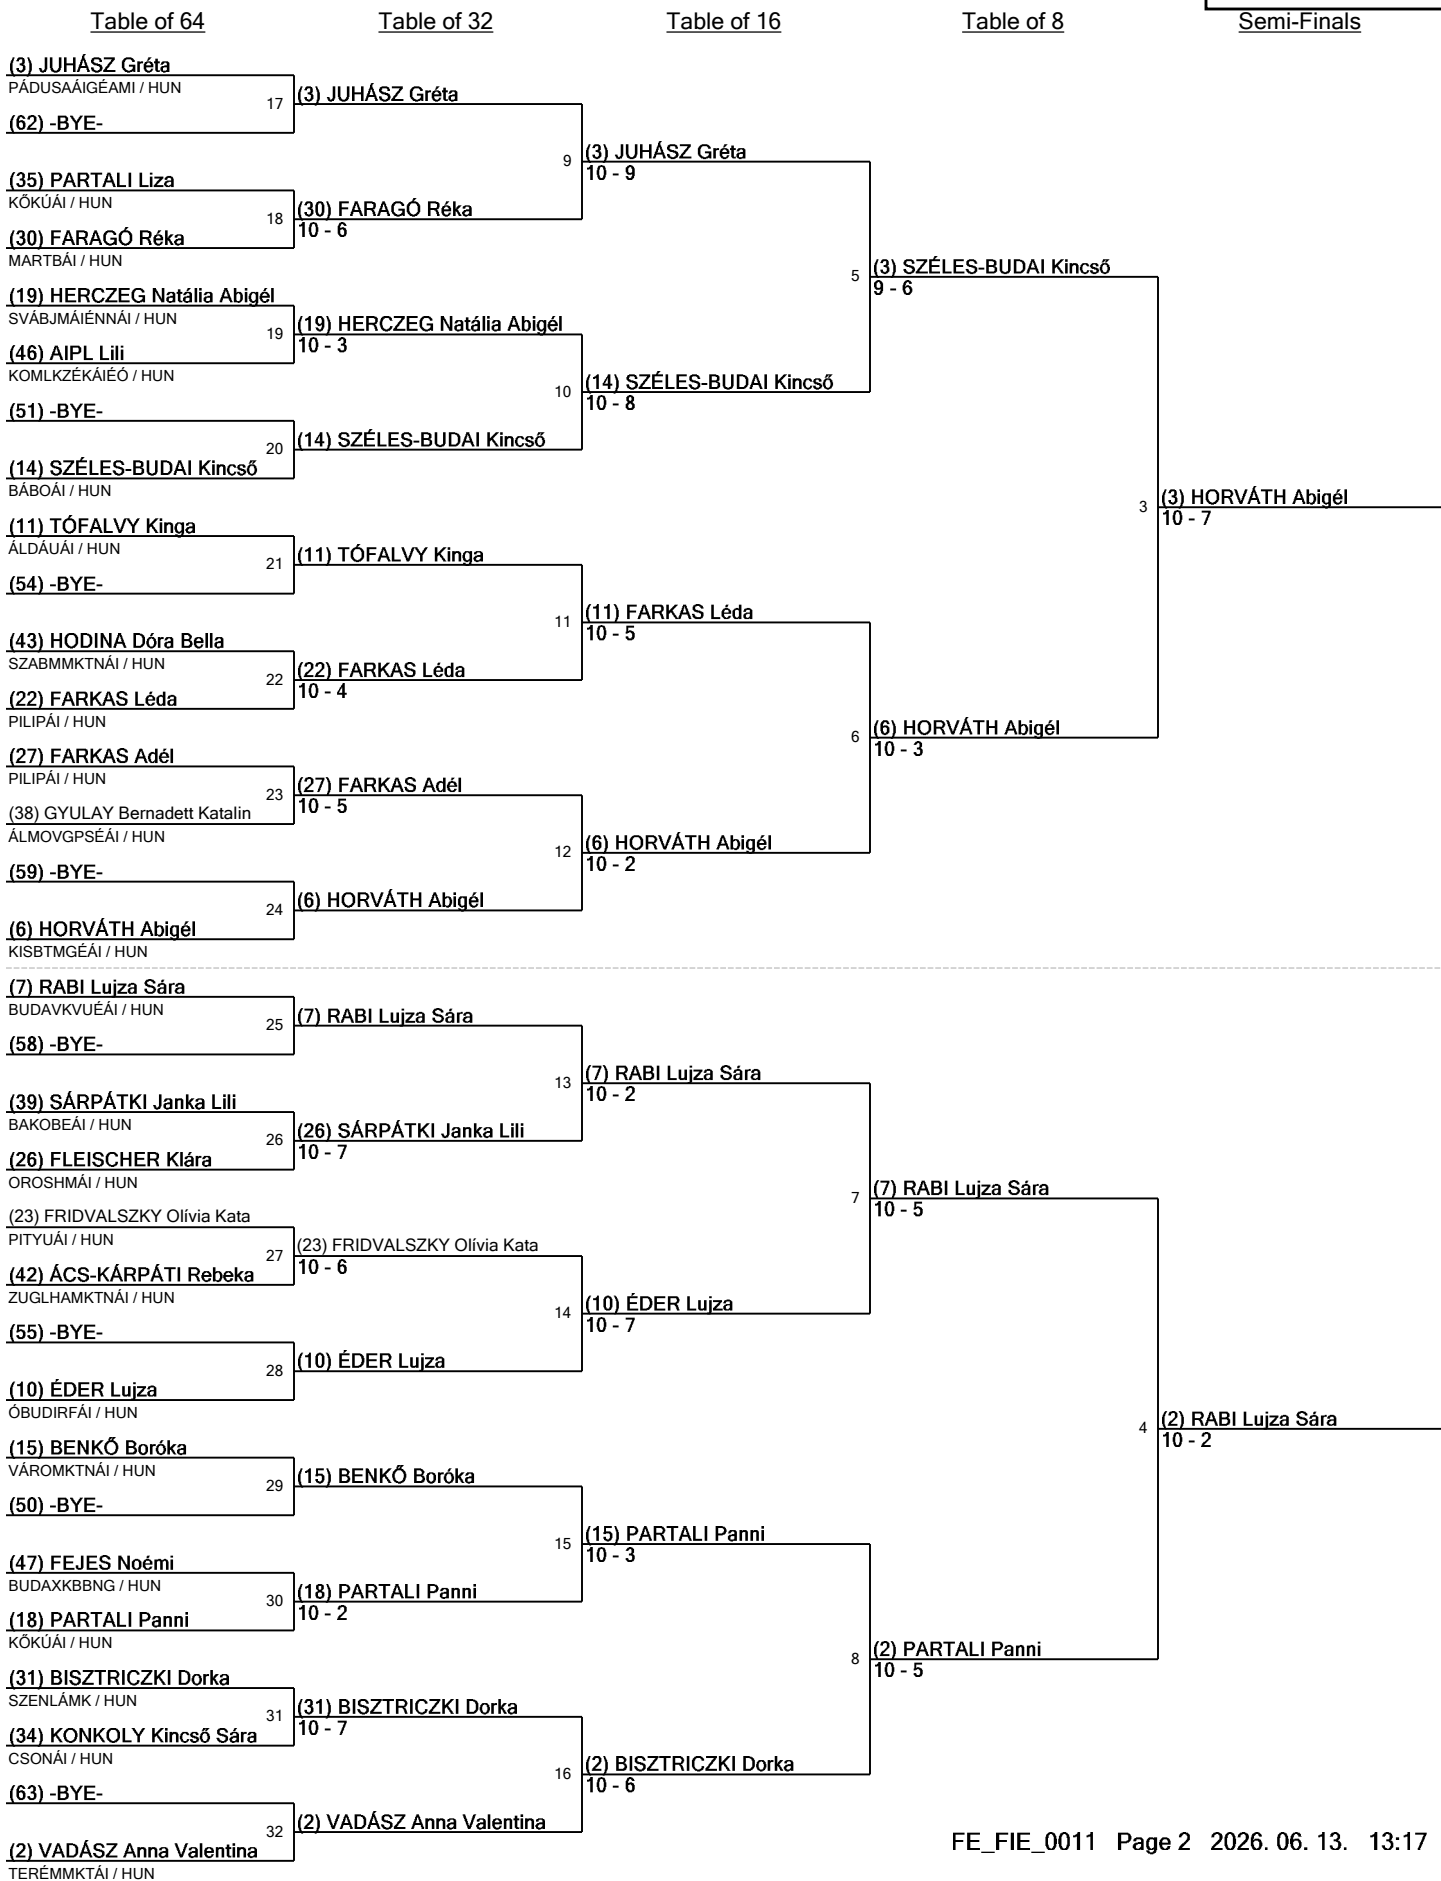 Table of 64
Table of 32
Table of 16
Table of 8
Semi-Finals
(3) JUHÁSZ Gréta
PÁDUSAÁIGÉAMI / HUN
17
(62) -BYE-
(35) PARTALI Liza
KŐKÚÁI / HUN
18
(30) FARAGÓ Réka
MARTBÁI / HUN
(19) HERCZEG Natália Abigél
SVÁBJMÁIÉNNÁI / HUN
19
(46) AIPL Lili
KOMLKZÉKÁIÉÓ / HUN
(51) -BYE-
20
(14) SZÉLES-BUDAI Kincső
BÁBOÁI / HUN
(11) TÓFALVY Kinga
ÁLDÁUÁI / HUN
21
(54) -BYE-
(43) HODINA Dóra Bella
SZABMMKTNÁI / HUN
22
(22) FARKAS Léda
PILIPÁI / HUN
(27) FARKAS Adél
PILIPÁI / HUN
23
(38) GYULAY Bernadett Katalin
ÁLMOVGPSÉÁI / HUN
(59) -BYE-
24
(6) HORVÁTH Abigél
KISBTMGÉÁI / HUN
(7) RABI Lujza Sára
BUDAVKVUÉÁI / HUN
25
(58) -BYE-
(39) SÁRPÁTKI Janka Lili
BAKOBEÁI / HUN
26
(26) FLEISCHER Klára
OROSHMÁI / HUN
(23) FRIDVALSZKY Olívia Kata
PITYUÁI / HUN
27
(42) ÁCS-KÁRPÁTI Rebeka
ZUGLHAMKTNÁI / HUN
(55) -BYE-
28
(10) ÉDER Lujza
ÓBUDIRFÁI / HUN
(15) BENKŐ Boróka
VÁROMKTNÁI / HUN
29
(50) -BYE-
(47) FEJES Noémi
BUDAXKBBNG / HUN
30
(18) PARTALI Panni
KŐKÚÁI / HUN
(31) BISZTRICZKI Dorka
SZENLÁMK / HUN
31
(34) KONKOLY Kincső Sára
CSONÁI / HUN
(63) -BYE-
32
(2) VADÁSZ Anna Valentina
TERÉMMKTÁI / HUN
(3) JUHÁSZ Gréta
9
(30) FARAGÓ Réka
10 - 6
(19) HERCZEG Natália Abigél
10 - 3
10
(14) SZÉLES-BUDAI Kincső
(11) TÓFALVY Kinga
11
(22) FARKAS Léda
10 - 4
(27) FARKAS Adél
10 - 5
12
(6) HORVÁTH Abigél
(7) RABI Lujza Sára
13
(26) SÁRPÁTKI Janka Lili
10 - 7
(23) FRIDVALSZKY Olívia Kata
10 - 6
14
(10) ÉDER Lujza
(15) BENKŐ Boróka
15
(18) PARTALI Panni
10 - 2
(31) BISZTRICZKI Dorka
10 - 7
16
(2) VADÁSZ Anna Valentina
(3) JUHÁSZ Gréta
10 - 9
5
(14) SZÉLES-BUDAI Kincső
10 - 8
(11) FARKAS Léda
10 - 5
6
(6) HORVÁTH Abigél
10 - 2
(7) RABI Lujza Sára
10 - 2
7
(10) ÉDER Lujza
10 - 7
(15) PARTALI Panni
10 - 3
8
(2) BISZTRICZKI Dorka
10 - 6
(3) SZÉLES-BUDAI Kincső
9 - 6
3
(6) HORVÁTH Abigél
10 - 3
(7) RABI Lujza Sára
10 - 5
4
(2) PARTALI Panni
10 - 5
(3) HORVÁTH Abigél
10 - 7
(2) RABI Lujza Sára
10 - 2
FE_FIE_0011 Page 2 2026. 06. 13. 13:17